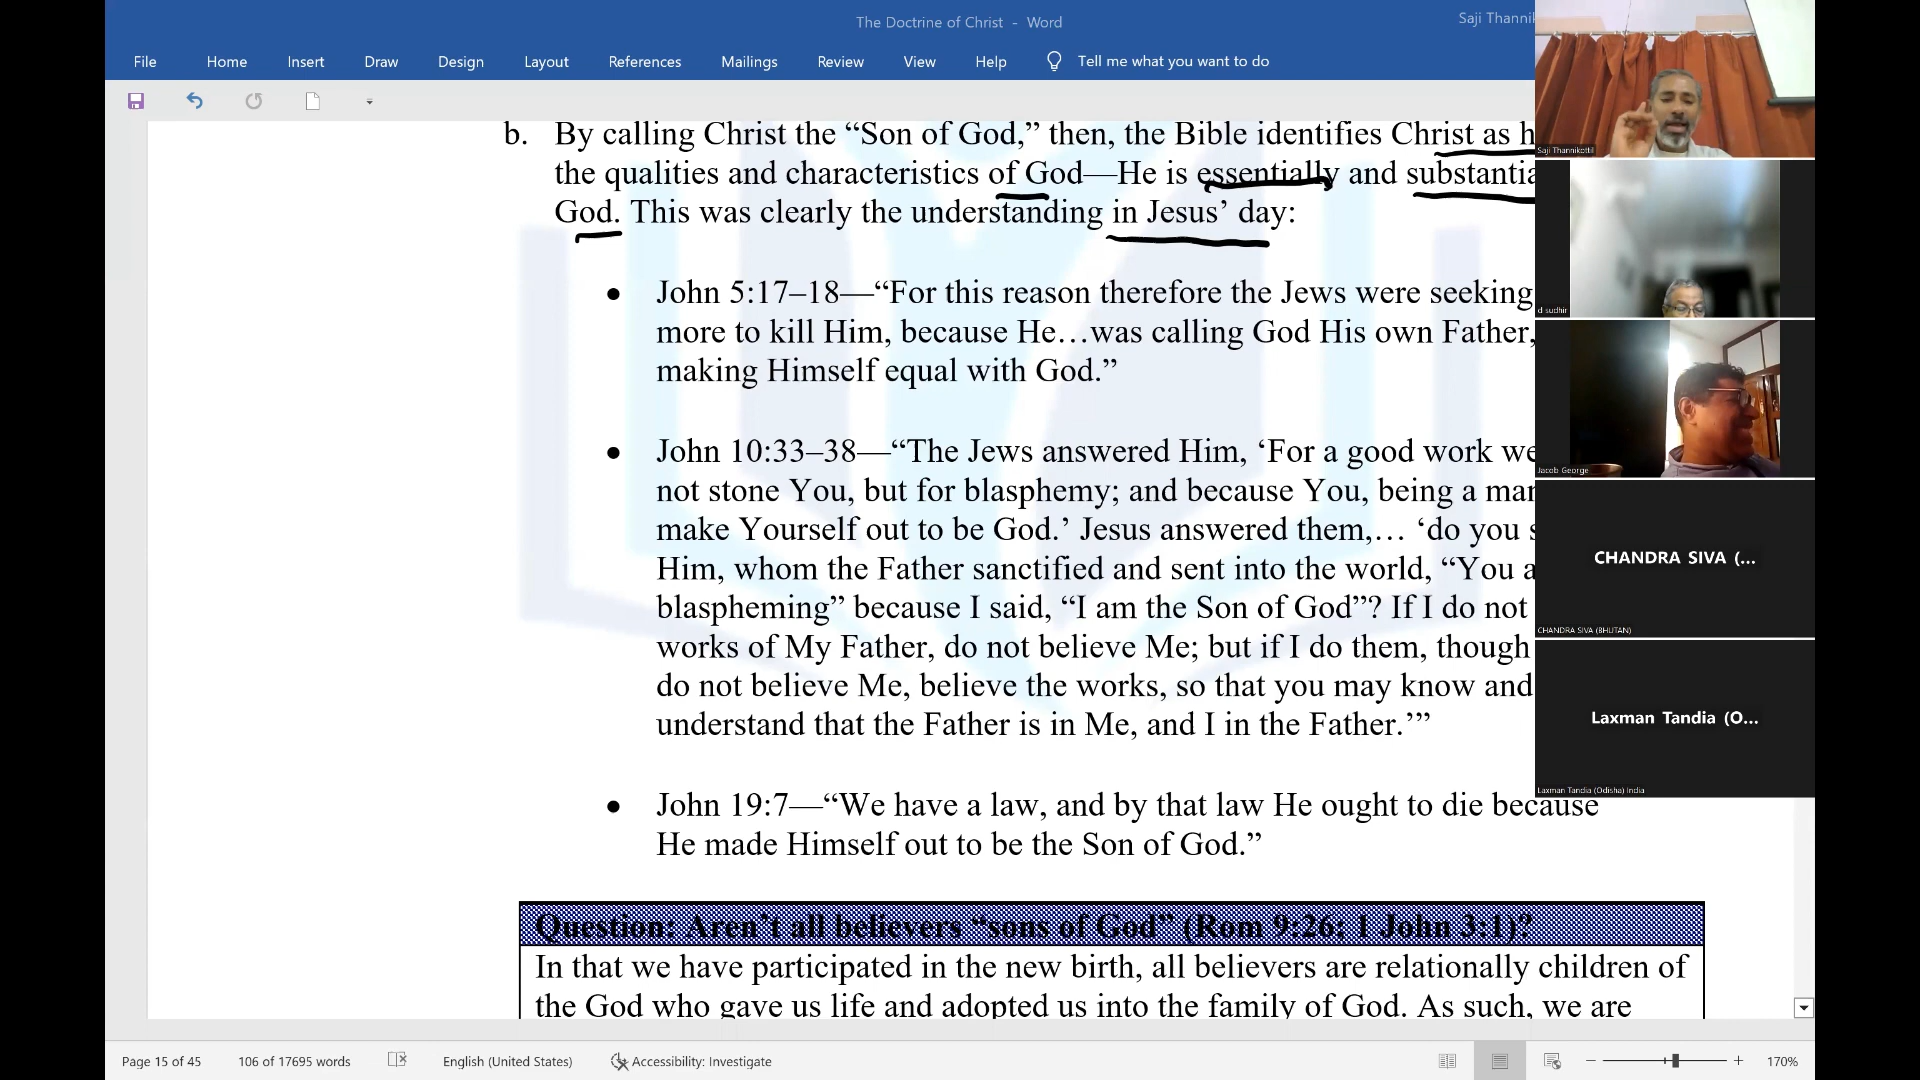 The Doctrine of Christ - Word
Saji
File Home Insert Draw Design Layout References Mailings Review View Help Tell me what you want to do
b. By calling Christ the “Son of God,” then, the Bible identifies Christ as
the qualities and characteristics of God—He is essentially and
God. This was clearly the understanding in Jesus’ day:
• John 5:17–18—“For this reason therefore the Jews were seeking
more to kill Him, because He…was calling God His own Father,
making Himself equal with God.”
• John 10:33–38—“The Jews answered Him, ‘For a good work we
not stone You, but for blasphemy; and because You, being a
make Yourself out to be God.’ Jesus answered them,… ‘do you
Him, whom the Father sanctified and sent into the world, “You
blaspheming” because I said, “I am the Son of God”? If I do not
works of My Father, do not believe Me; but if I do them, though
do not believe Me, believe the works, so that you may know and
understand that the Father is in Me, and I in the Father.’”
• John 19:7—“We have a law, and by that law He ought to die because
He made Himself out to be the Son of God.”
Question: Aren’t all believers “sons of God” (Rom 9:26; 1 John 3:1)?
In that we have participated in the new birth, all believers are relationally children of
the God who gave us life and adopted us into the family of God. As such, we are
Saji Thannikottil
d sudhir
Jacob George
CHANDRA SIVA (...
CHANDRA SIVA (BHUTAN)
Laxman Tandia (O...
Laxman Tandia (Odisha) India
Page 15 of 45 106 of 17695 words English (United States) Accessibility: Investigate 170%